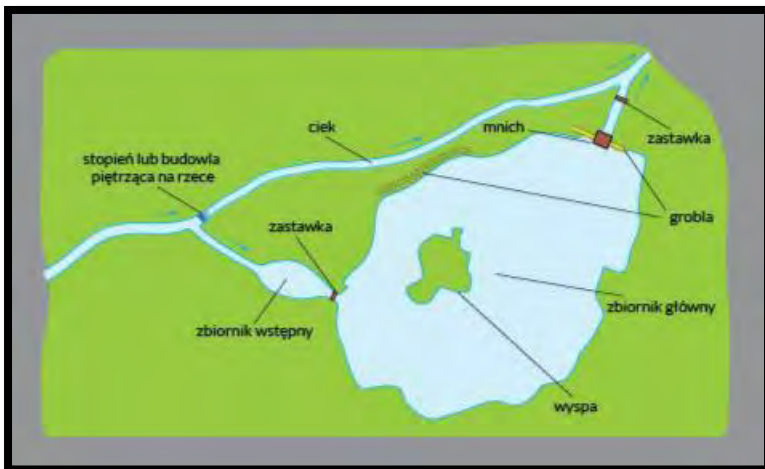 ciek
mnich
zastawka
stopień lub budowla
piętrząca na rzece
grobla
zastawka
zbiornik główny
zbiornik wstępny
wyspa